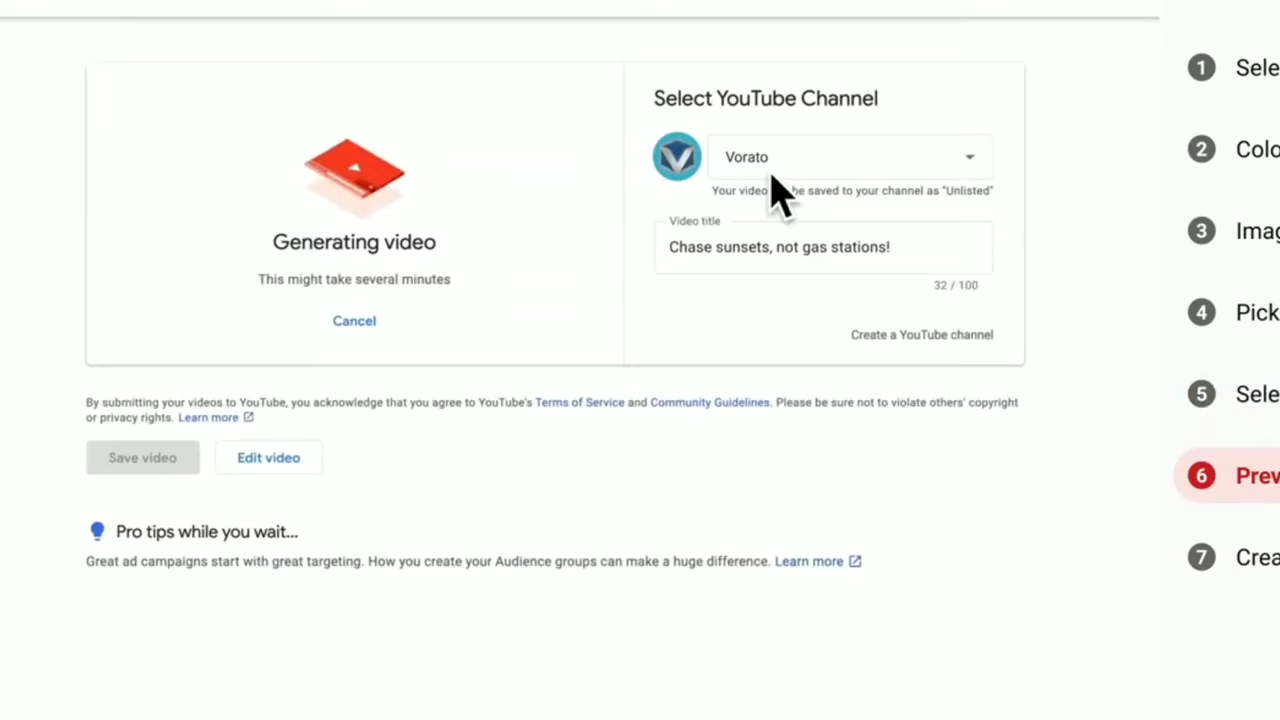 Select YouTube Channel
Vorato
Your video be saved to your channel as "Unlisted"
Video title
Chase sunsets, not gas stations!
32 / 100
Create a YouTube channel
Generating video
This might take several minutes
Cancel
By submitting your videos to YouTube, you acknowledge that you agree to YouTube's Terms of Service and Community Guidelines. Please be sure not to violate others' copyright
or privacy rights. Learn more
Save video Edit video
Pro tips while you wait...
Great ad campaigns start with great targeting. How you create your Audience groups can make a huge difference. Learn more
1 Sele
2 Colo
3 Imag
4 Pick
5 Sele
6 Prev
7 Crea